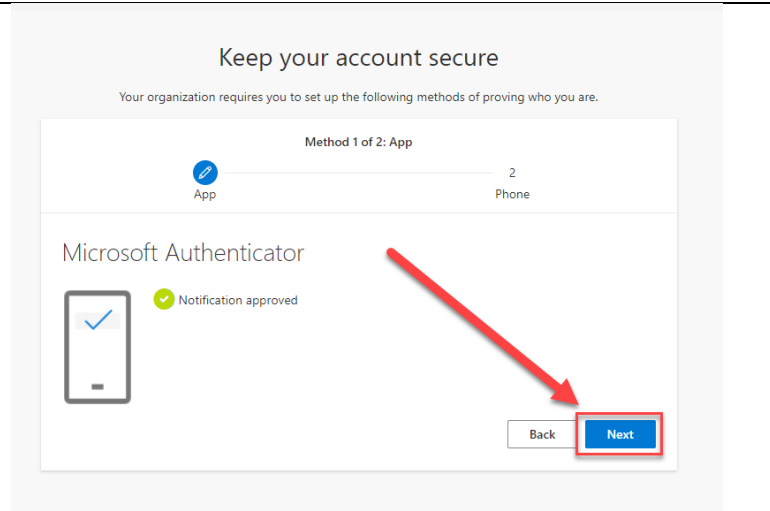 Keep your account secure
Your organization requires you to set up the following methods of proving who you are.
Method 1 of 2: App
2
App
Phone
Microsoft Authenticator
Notification approved
Back
Next